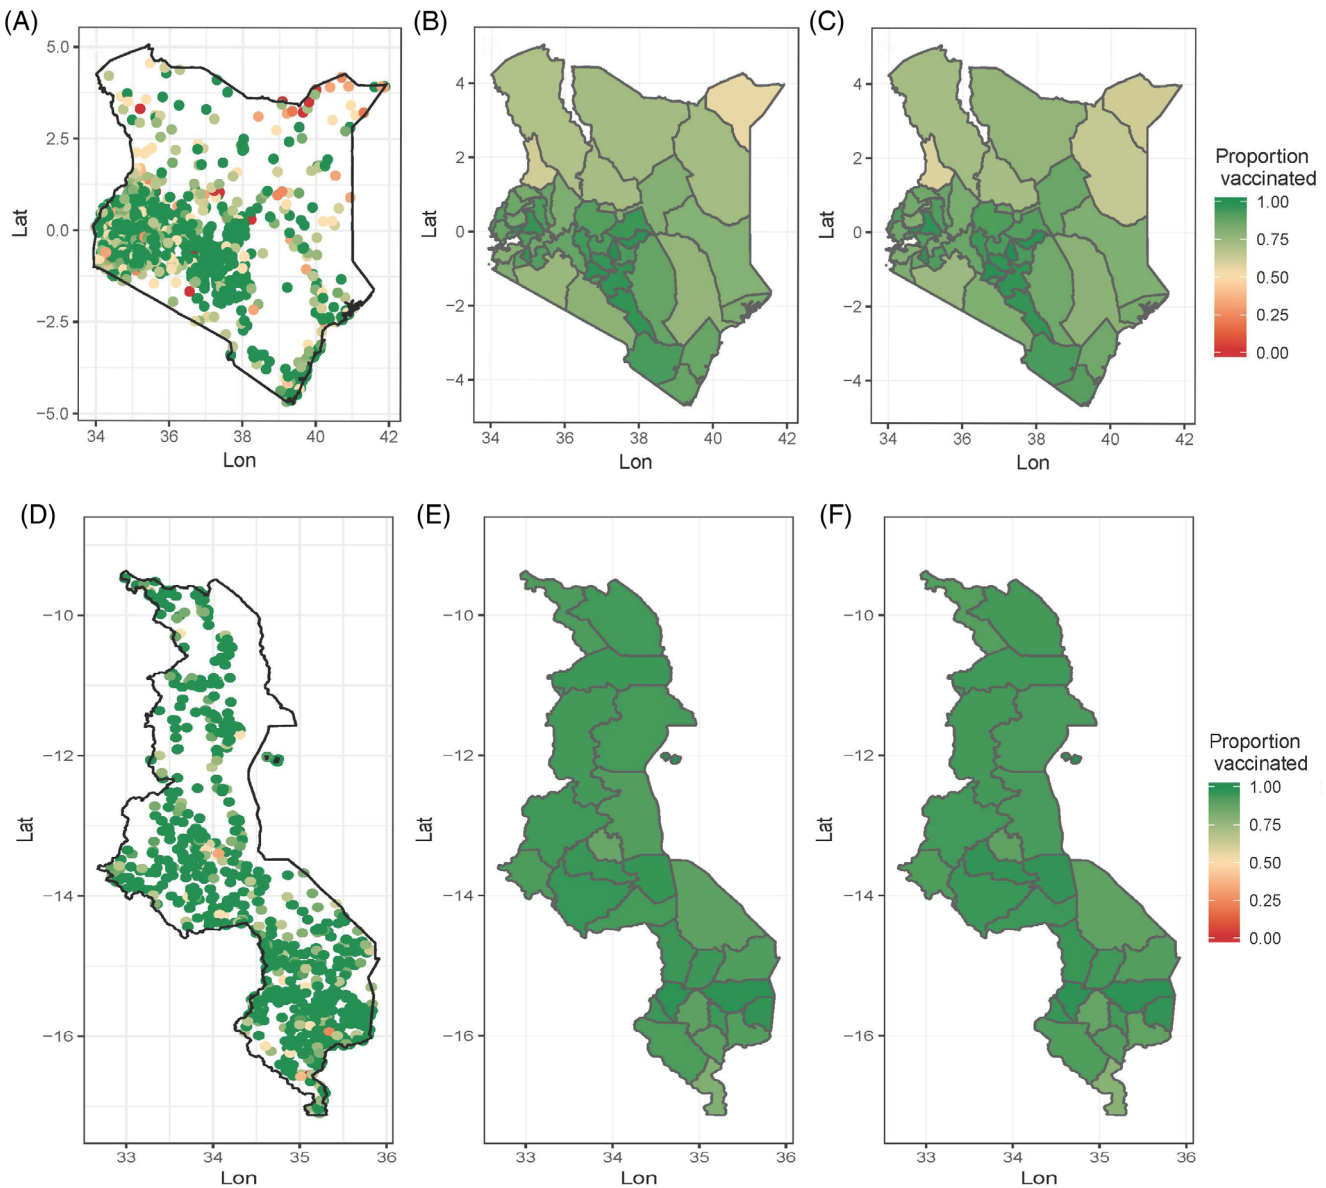 (A)
(B)
(C)
5.0
2.5
0.0
−2.5
−5.0
Lat
34 36 38 40 42
Lon
4
2
0
−2
−4
Lat
34 36 38 40 42
Lon
4
2
0
−2
−4
Lat
34 36 38 40 42
Lon
Proportion
vaccinated
1.00
0.75
0.50
0.25
0.00
(D)
(E)
(F)
−10
−12
−14
−16
Lat
33 34 35 36
Lon
−10
−12
−14
−16
Lat
33 34 35 36
Lon
−10
−12
−14
−16
Lat
33 34 35 36
Lon
Proportion
vaccinated
1.00
0.75
0.50
0.25
0.00